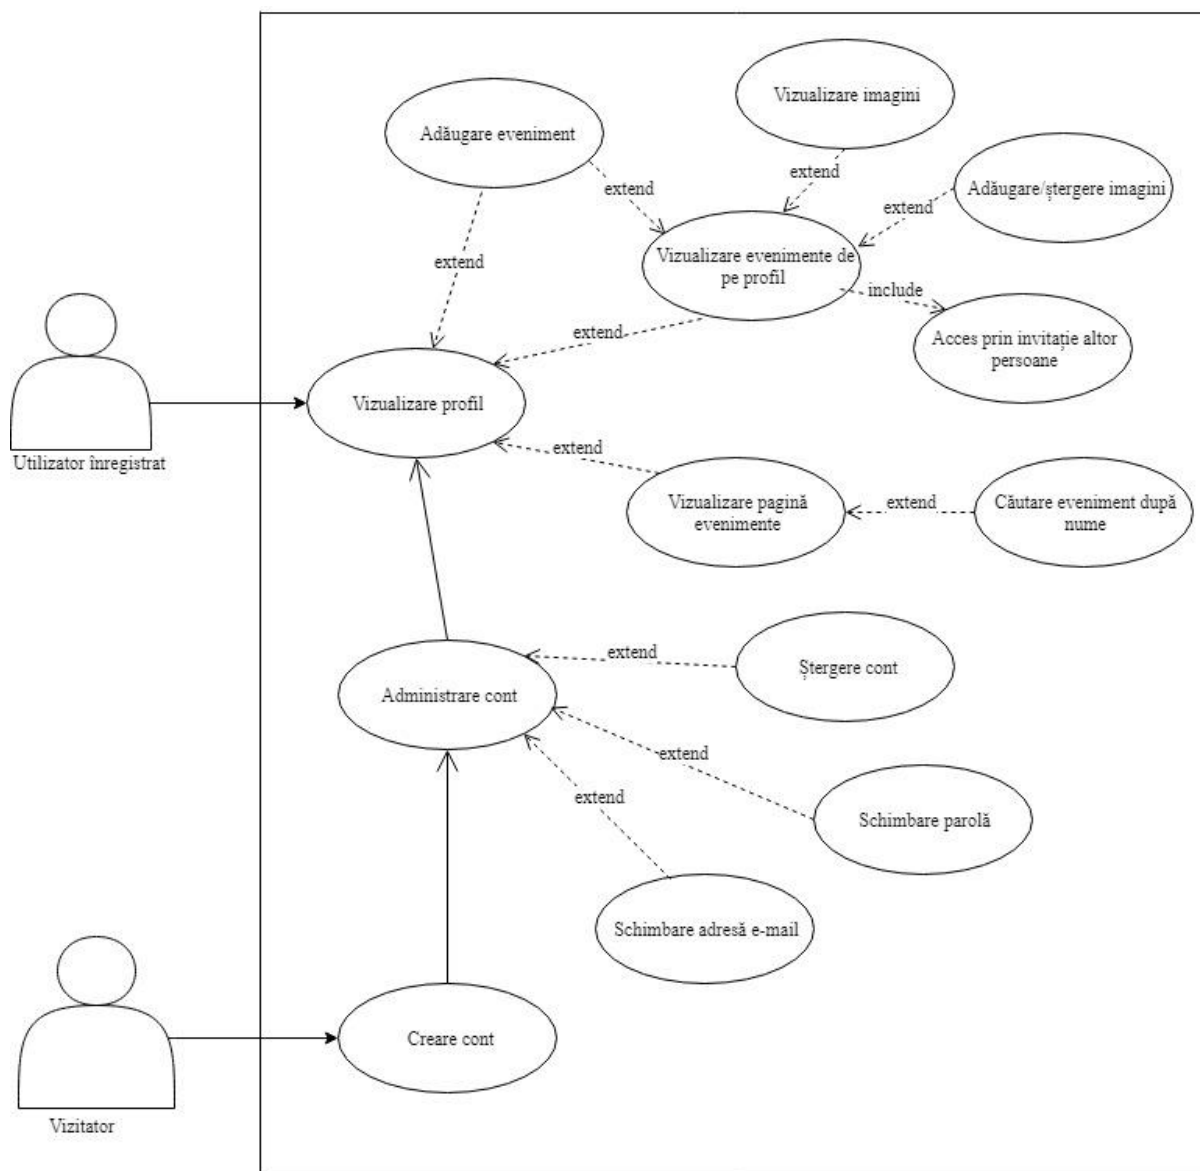 Vizualizare imagini
Adăugare eveniment
extend
extend
Adăugare/ștergere imagini
extend
Vizualizare evenimente de
pe profil
extend
include
extend
Acces prin invitație altor
persoane
Vizualizare profil
Utilizator înregistrat
extend
Vizualizare pagină
evenimente
extend
Căutare eveniment după
nume
extend
Ștergere cont
Administrare cont
extend
extend
Schimbare parolă
Schimbare adresă e-mail
Creare cont
Vizitator